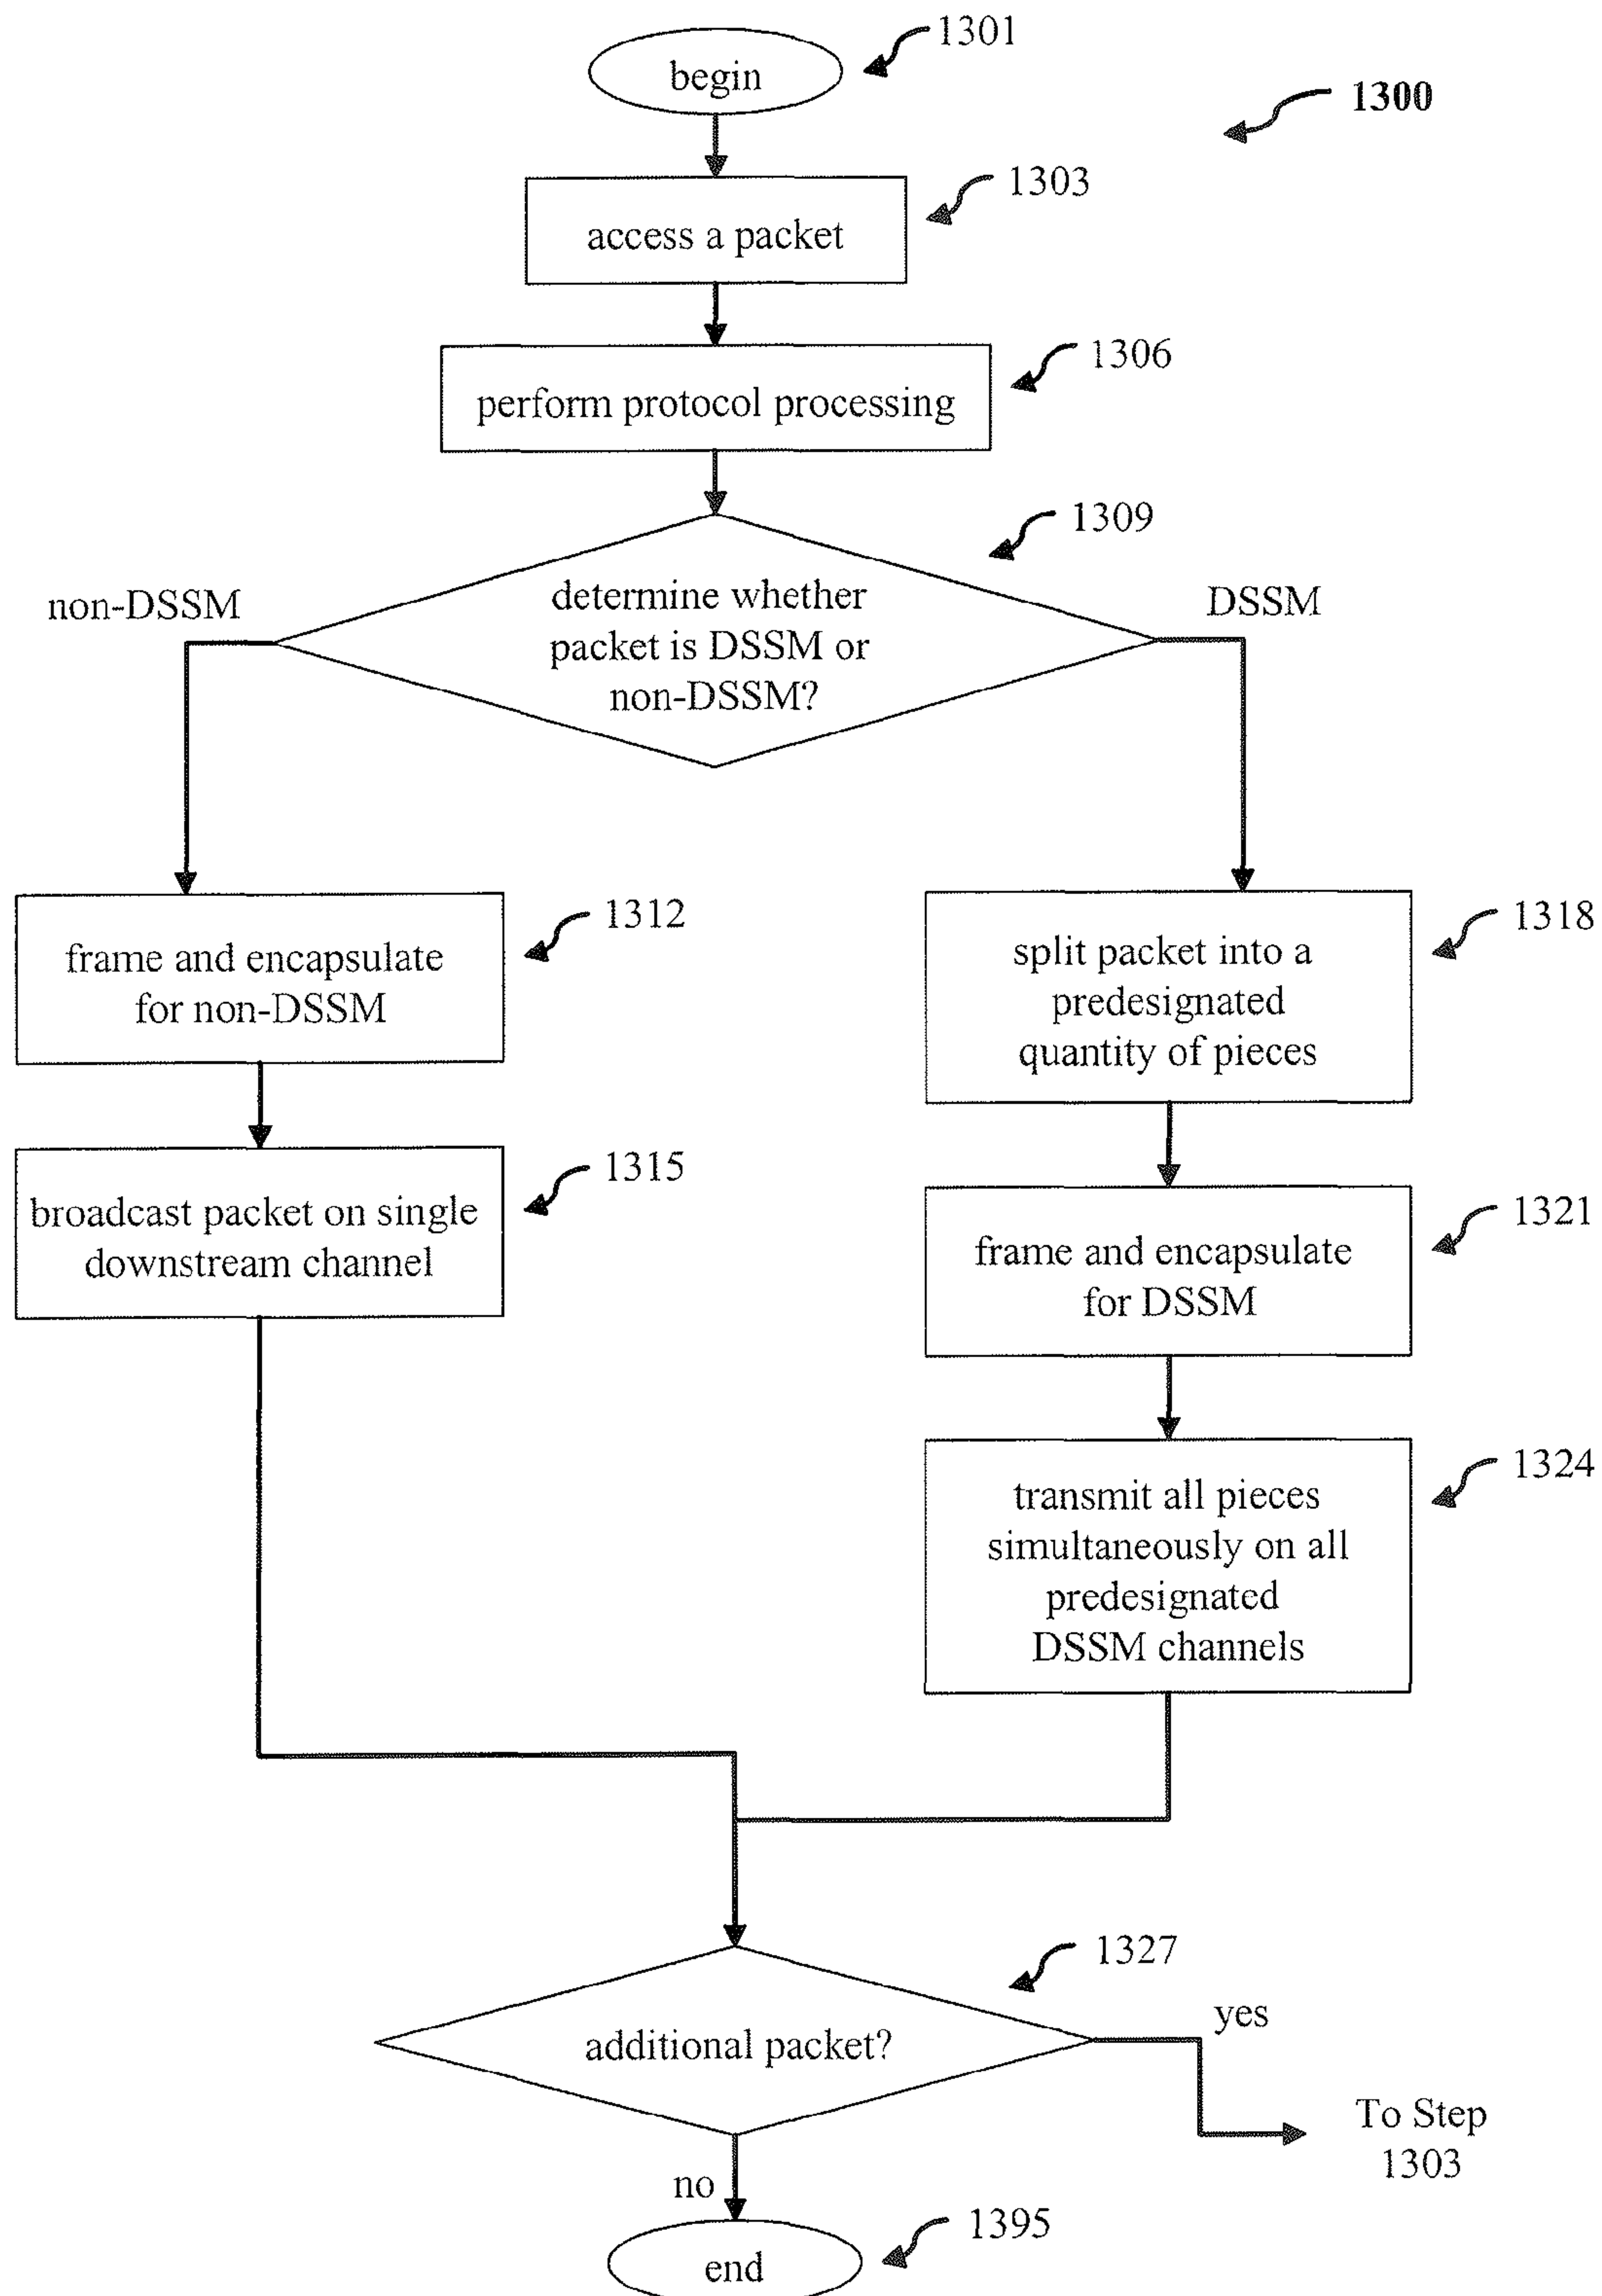 1301
begin
1300
1303
access a packet
1306
perform protocol processing
1309
non-DSSM
DSSM
determine whether
packet is DSSM or
non-DSSM?
1312
frame and encapsulate
for non-DSSM
1315
broadcast packet on single
downstream channel
1318
split packet into a
predesignated
quantity of pieces
1321
frame and encapsulate
for DSSM
1324
transmit all pieces
simultaneously on all
predesignated
DSSM channels
1327
additional packet?
yes
To Step
1303
no
1395
end